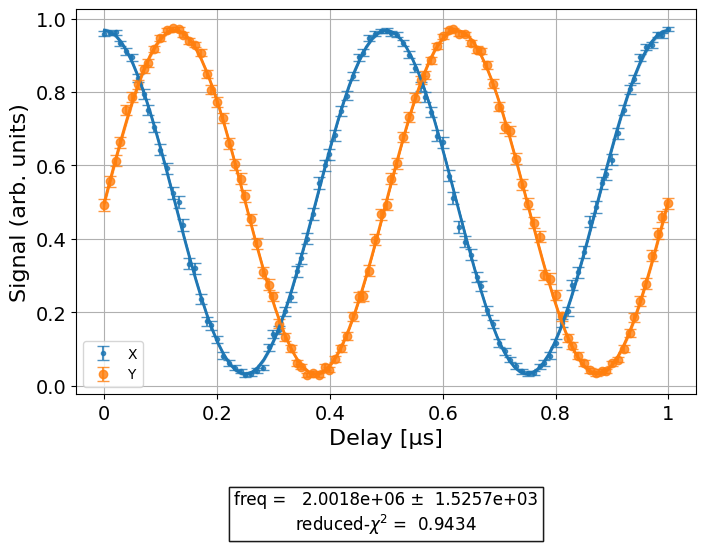 1.0
0.8
0.6
0.4
0.2
0.0
Signal (arb. units)
X
Y
0 0.2 0.4 0.6 0.8 1
Delay [µs]
freq = 2.0018e+06 ± 1.5257e+03
reduced-χ² = 0.9434